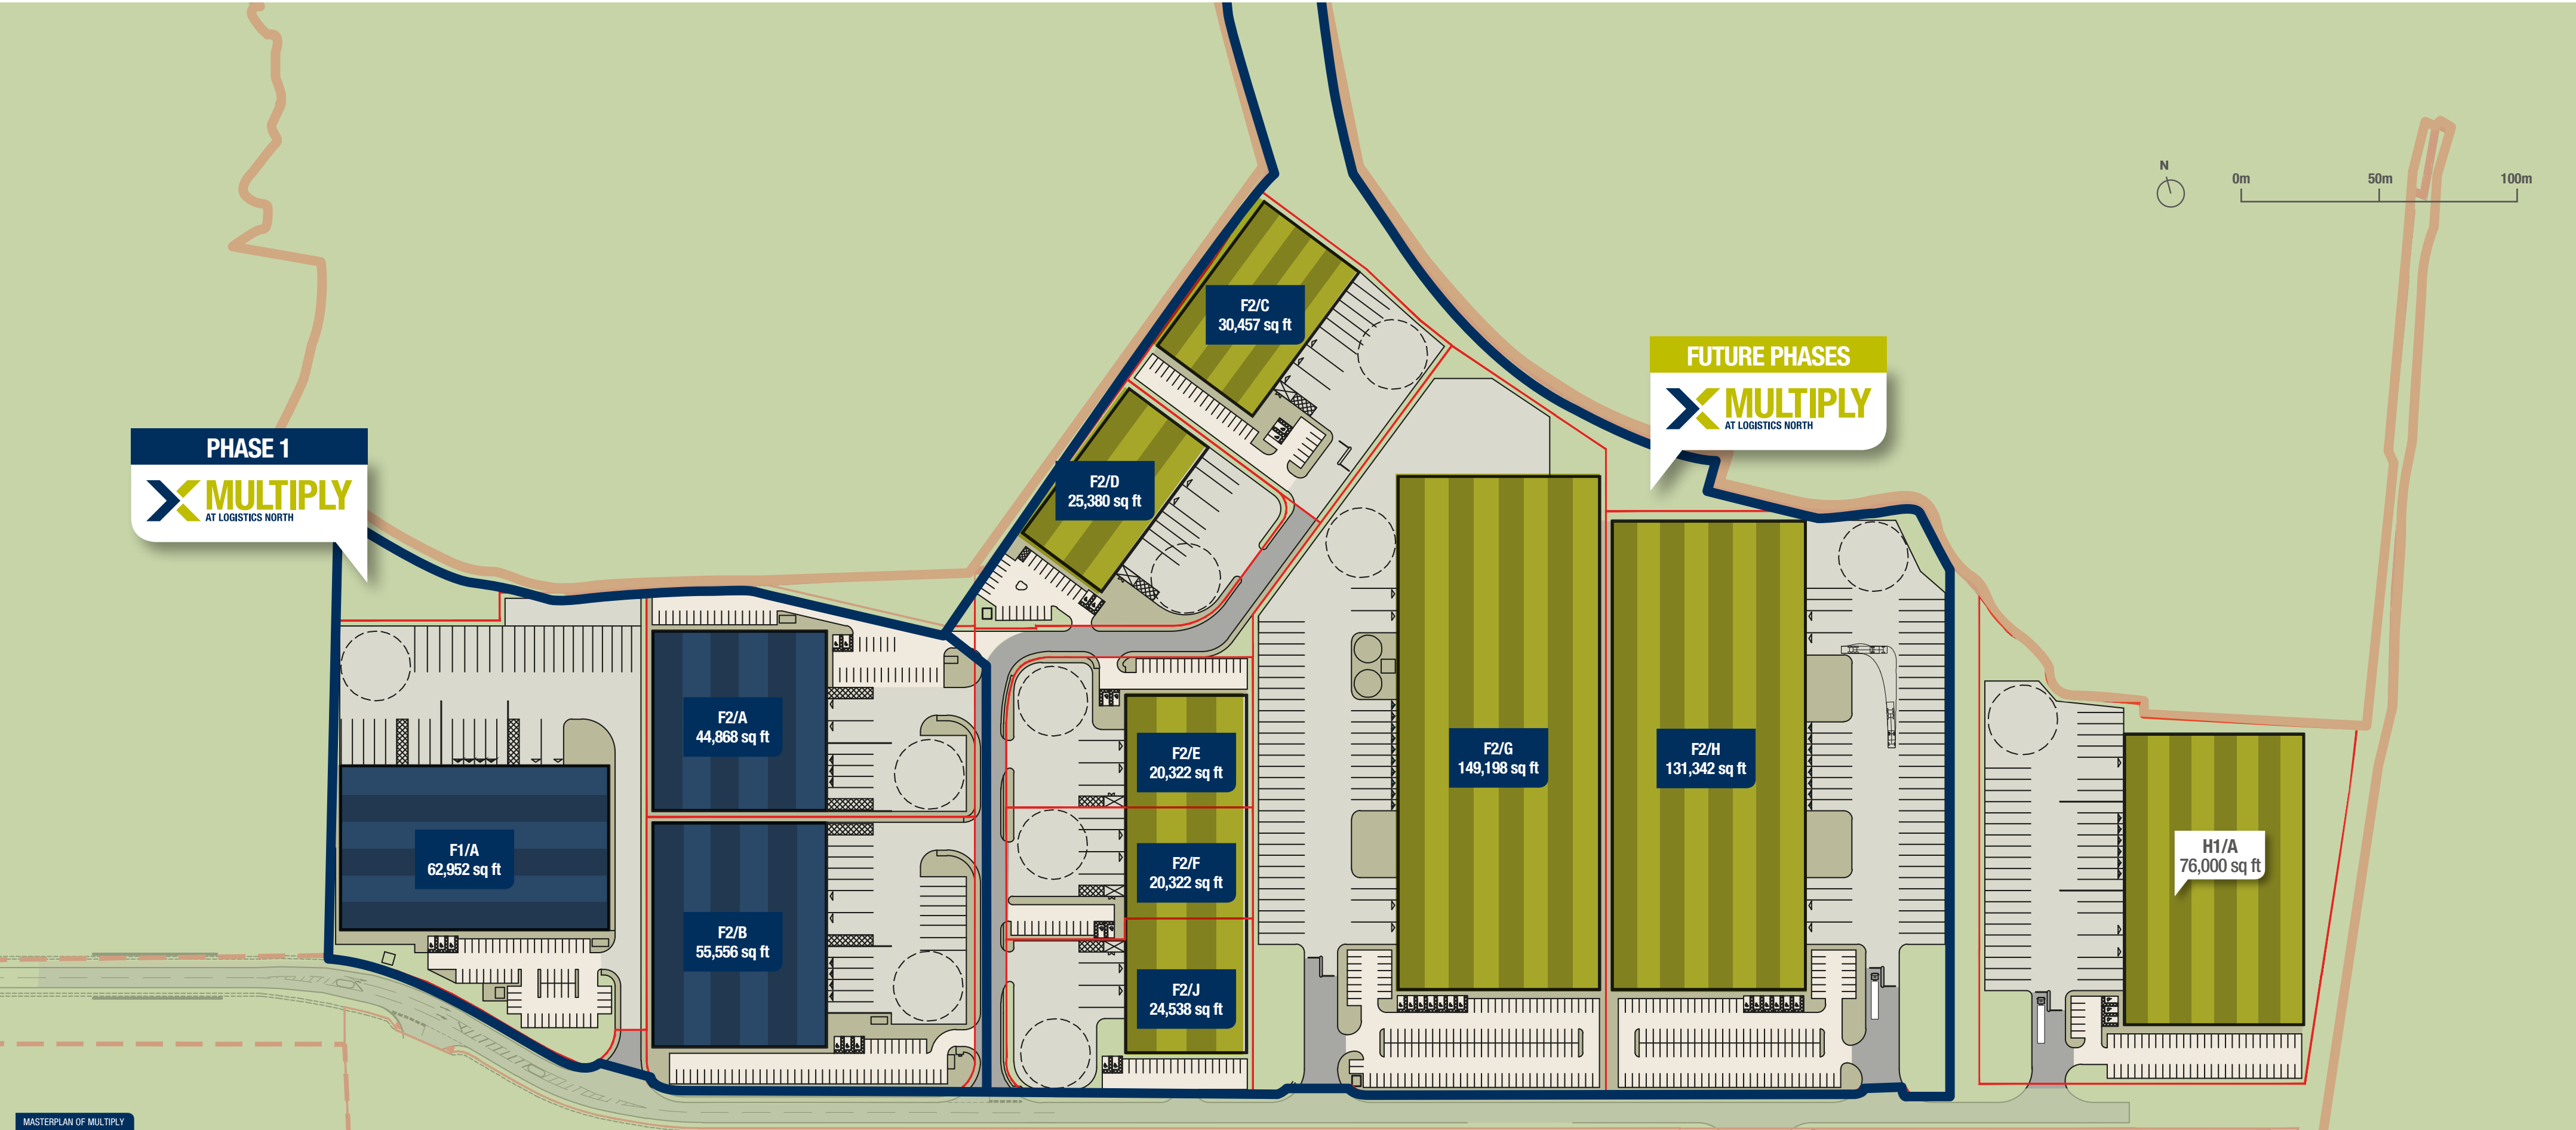 N
0m 50m 100m
F2/C
30,457 sq ft
FUTURE PHASES
MULTIPLY
AT LOGISTICS NORTH
PHASE 1
MULTIPLY
AT LOGISTICS NORTH
F2/D
25,380 sq ft
F2/A
44,868 sq ft
F2/E
20,322 sq ft
F2/G
149,198 sq ft
F2/H
131,342 sq ft
F1/A
62,952 sq ft
F2/F
20,322 sq ft
H1/A
76,000 sq ft
F2/B
55,556 sq ft
F2/J
24,538 sq ft
MASTERPLAN OF MULTIPLY